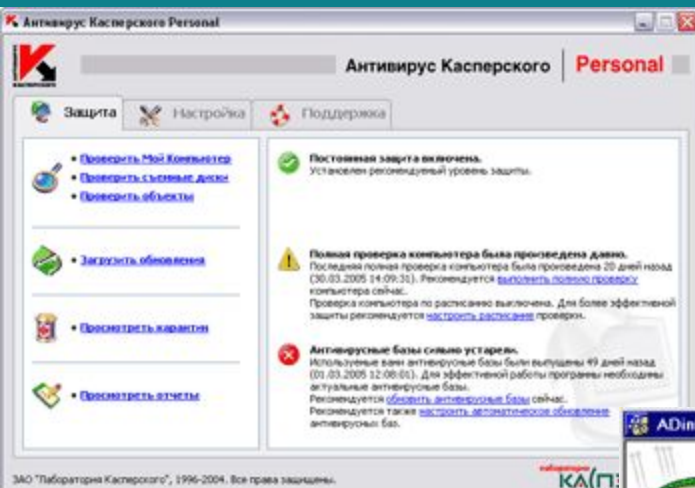 Антивирус Касперского Personal
Антивирус Касперского Personal
Защита Настройка Поддержка
• Проверить Мой Компьютер
• Проверить съемные диски
• Проверить объекты
• Загрузить обновления
• Просмотреть карантин
• Просмотреть отчеты
Постоянная защита включена.
Установлен рекомендуемый уровень защиты.
Полная проверка компьютера была произведена давно.
Последняя полная проверка компьютера была произведена 20 дней назад
(30.03.2005 14:09:31). Рекомендуется выполнить полную проверку
компьютера сейчас.
Проверка компьютера по расписанию выключена. Для более эффективной
защиты рекомендуется настроить расписание проверки.
Антивирусные базы сильно устарели.
Используемые вами антивирусные базы были выпущены 49 дней назад
(01.03.2005 12:08:01). Для эффективной работы программы необходимы
актуальные антивирусные базы.
Рекомендуется обновить антивирусные базы сейчас.
Рекомендуется также настроить автоматическое обновление
антивирусных баз.
ADin
ЗАО "Лаборатория Касперского", 1996-2004. Все права защищены.
лаборатория